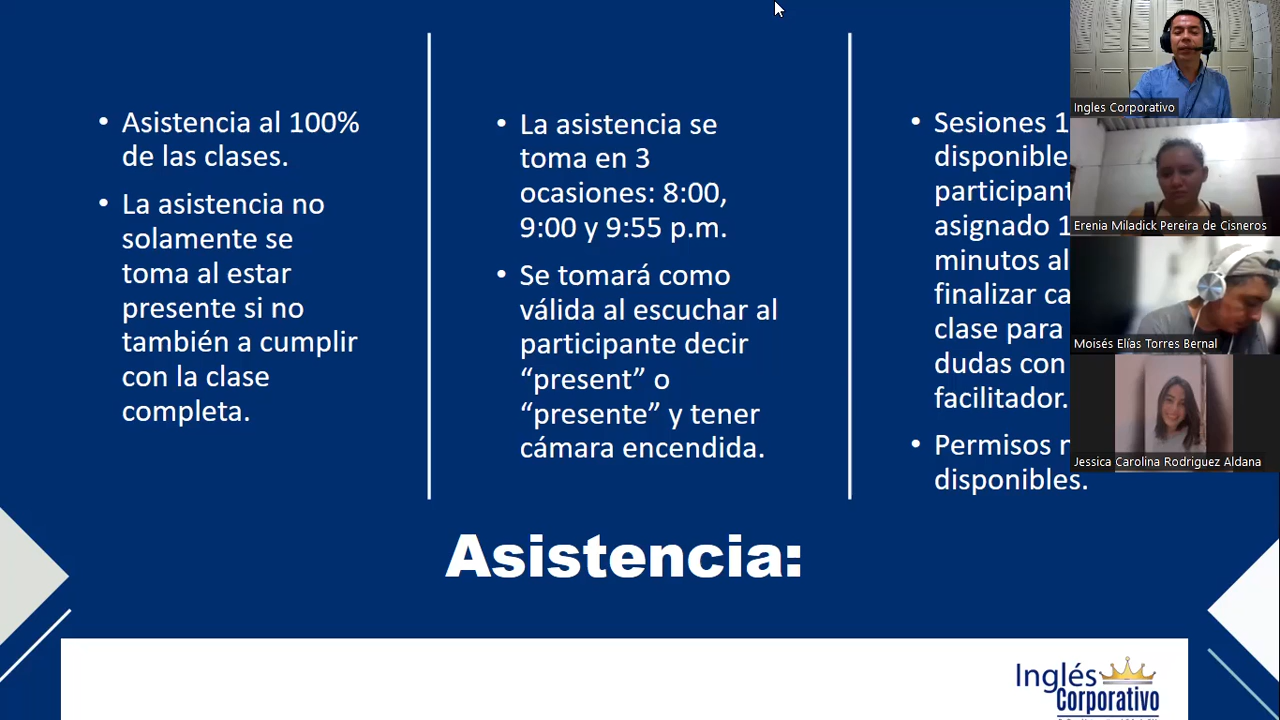 • Asistencia al 100%
de las clases.
• La asistencia no
solamente se
toma al estar
presente si no
también a cumplir
con la clase
completa.
• La asistencia se
toma en 3
ocasiones: 8:00,
9:00 y 9:55 p.m.
• Se tomará como
válida al escuchar al
participante decir
“present” o
“presente” y tener
cámara encendida.
• Sesiones 1
disponible
participant
asignado 1
minutos al
finalizar ca
clase para
dudas con
facilitador.
• Permisos n
disponibles.
Asistencia:
Inglés
Corporativo
Ingles Corporativo
Erenia Miladick Pereira de Cisneros
Moisés Elías Torres Bernal
Jessica Carolina Rodriguez Aldana